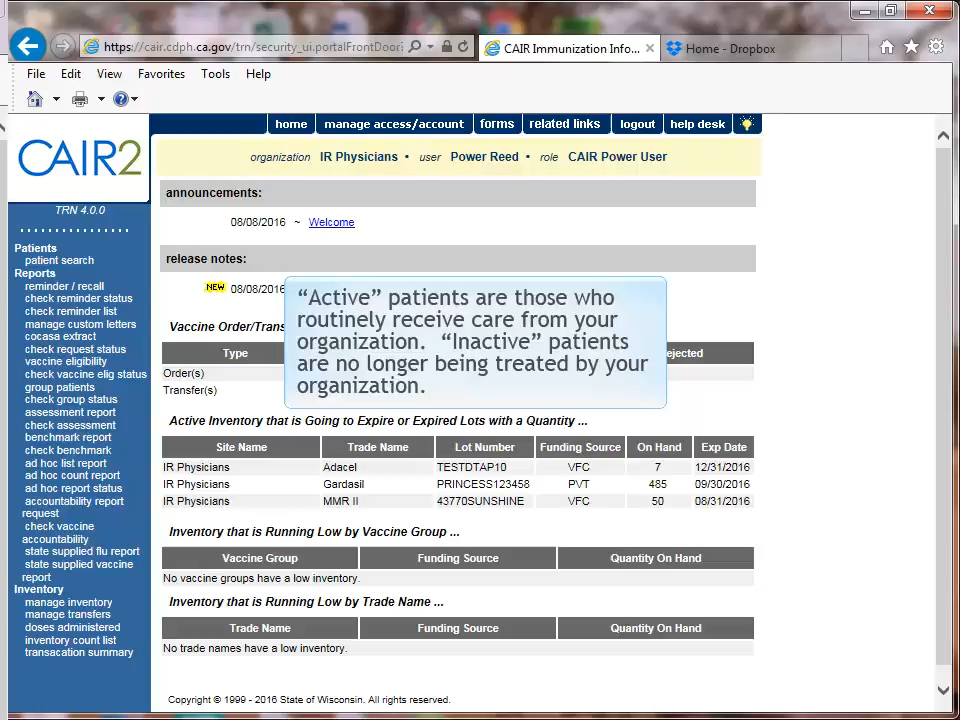 https://cair.cdph.ca.gov/trn/security_ui.portalFrontDoor
CAIR Immunization Info...
Home - Dropbox
File Edit View Favorites Tools Help
CAIR2
home manage access/account forms related links logout help desk
organization IR Physicians • user Power Reed • role CAIR Power User
TRN 4.0.0
announcements:
08/08/2016 ~ Welcome
release notes:
NEW 08/08/2016
“Active” patients are those who
routinely receive care from your
organization. “Inactive” patients
are no longer being treated by your
organization.
Vaccine Order/Trans
Type
ejected
Order(s)
Transfer(s)
Active Inventory that is Going to Expire or Expired Lots with a Quantity ...
Site Name Trade Name Lot Number Funding Source On Hand Exp Date
IR Physicians Adacel TESTDTAP10 VFC 7 12/31/2016
IR Physicians Gardasil PRINCESS123458 PVT 485 09/30/2016
IR Physicians MMR II 43770SUNSHINE VFC 50 08/31/2016
Inventory that is Running Low by Vaccine Group ...
Vaccine Group Funding Source Quantity On Hand
No vaccine groups have a low inventory.
Inventory that is Running Low by Trade Name ...
Trade Name Funding Source Quantity On Hand
No trade names have a low inventory.
Copyright © 1999 - 2016 State of Wisconsin. All rights reserved.
Patients
patient search
Reports
reminder / recall
check reminder status
check reminder list
manage custom letters
cocasa extract
check request status
vaccine eligibility
check vaccine elig status
group patients
check group status
assessment report
check assessment
benchmark report
check benchmark
ad hoc list report
ad hoc count report
ad hoc report status
accountability report
request
check vaccine
accountability
state supplied flu report
state supplied vaccine
report
Inventory
manage inventory
manage transfers
doses administered
inventory count list
transacation summary